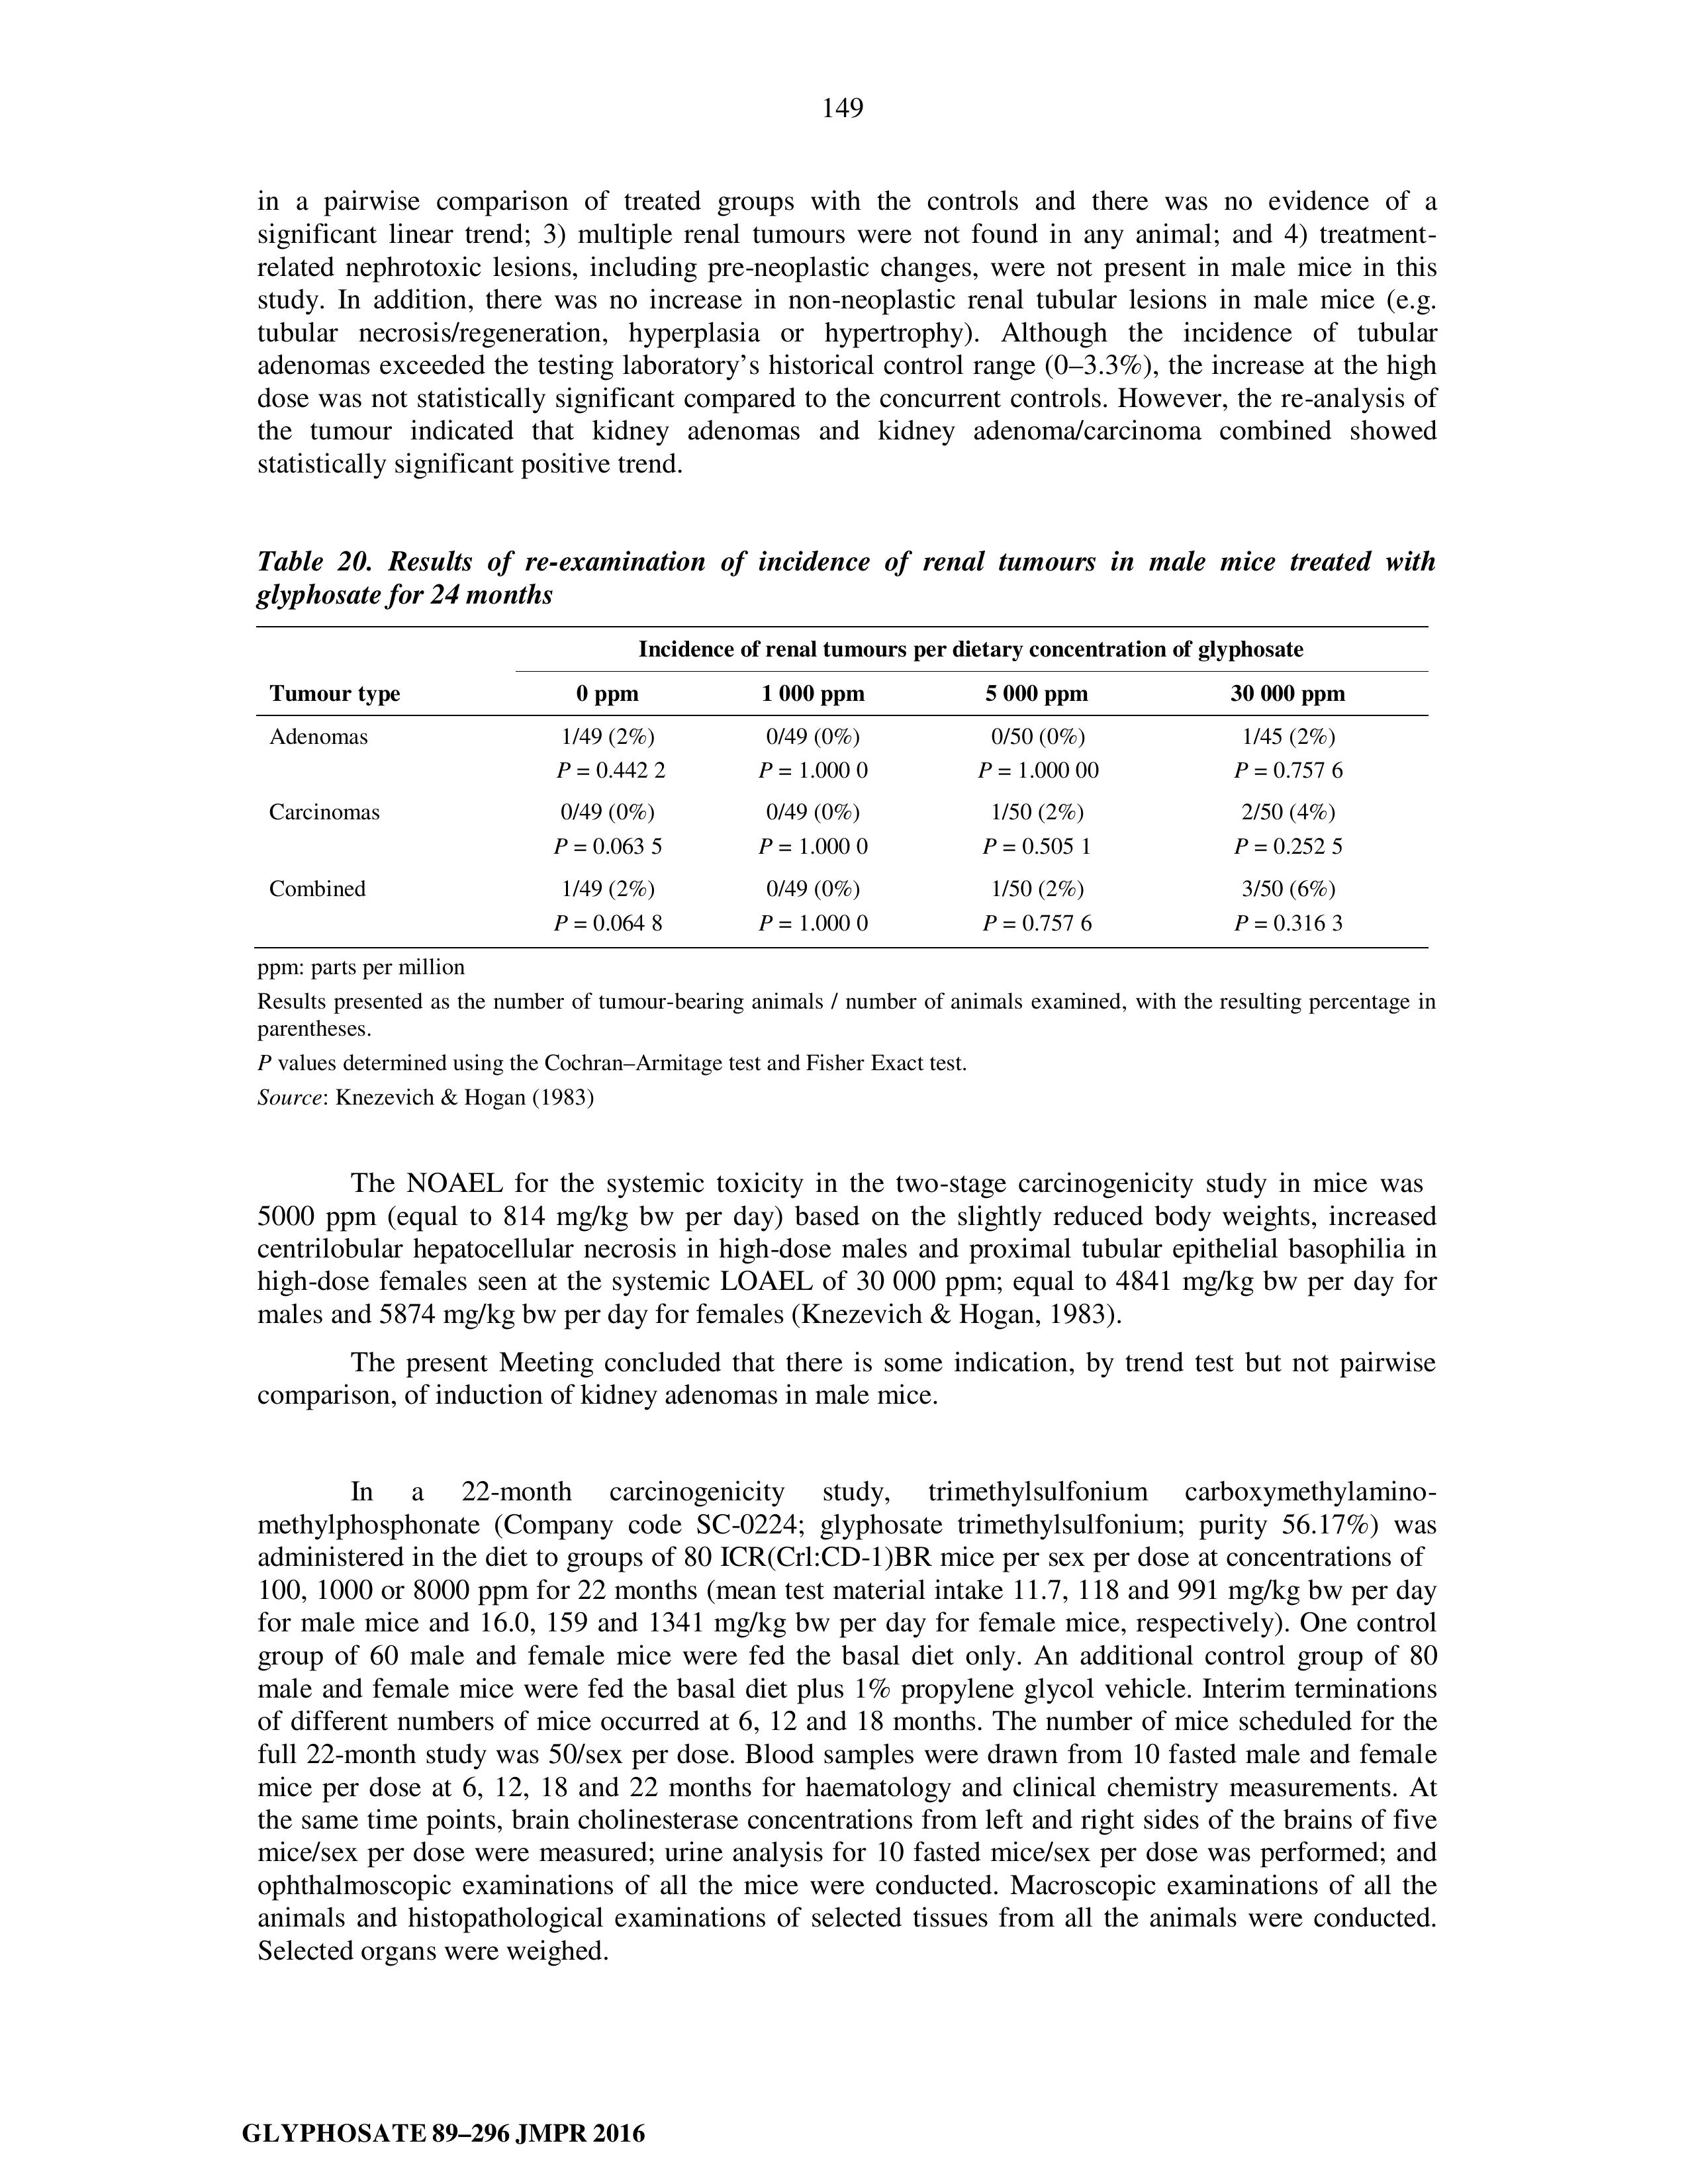 149
in a pairwise comparison of treated groups with the controls and there was no evidence of a
significant linear trend; 3) multiple renal tumours were not found in any animal; and 4) treatment-
related nephrotoxic lesions, including pre-neoplastic changes, were not present in male mice in this
study. In addition, there was no increase in non-neoplastic renal tubular lesions in male mice (e.g.
tubular necrosis/regeneration, hyperplasia or hypertrophy). Although the incidence of tubular
adenomas exceeded the testing laboratory’s historical control range (0–3.3%), the increase at the high
dose was not statistically significant compared to the concurrent controls. However, the re-analysis of
the tumour indicated that kidney adenomas and kidney adenoma/carcinoma combined showed
statistically significant positive trend.
Table 20. Results of re-examination of incidence of renal tumours in male mice treated with
glyphosate for 24 months
Incidence of renal tumours per dietary concentration of glyphosate
Tumour type 0 ppm 1 000 ppm 5 000 ppm 30 000 ppm
Adenomas 1/49 (2%) 0/49 (0%) 0/50 (0%) 1/45 (2%)
P = 0.442 2 P = 1.000 0 P = 1.000 00 P = 0.757 6
Carcinomas 0/49 (0%) 0/49 (0%) 1/50 (2%) 2/50 (4%)
P = 0.063 5 P = 1.000 0 P = 0.505 1 P = 0.252 5
Combined 1/49 (2%) 0/49 (0%) 1/50 (2%) 3/50 (6%)
P = 0.064 8 P = 1.000 0 P = 0.757 6 P = 0.316 3
ppm: parts per million
Results presented as the number of tumour-bearing animals / number of animals examined, with the resulting percentage in
parentheses.
P values determined using the Cochran–Armitage test and Fisher Exact test.
Source: Knezevich & Hogan (1983)
The NOAEL for the systemic toxicity in the two-stage carcinogenicity study in mice was
5000 ppm (equal to 814 mg/kg bw per day) based on the slightly reduced body weights, increased
centrilobular hepatocellular necrosis in high-dose males and proximal tubular epithelial basophilia in
high-dose females seen at the systemic LOAEL of 30 000 ppm; equal to 4841 mg/kg bw per day for
males and 5874 mg/kg bw per day for females (Knezevich & Hogan, 1983).
The present Meeting concluded that there is some indication, by trend test but not pairwise
comparison, of induction of kidney adenomas in male mice.
In a 22-month carcinogenicity study, trimethylsulfonium carboxymethylamino-
methylphosphonate (Company code SC-0224; glyphosate trimethylsulfonium; purity 56.17%) was
administered in the diet to groups of 80 ICR(Crl:CD-1)BR mice per sex per dose at concentrations of
100, 1000 or 8000 ppm for 22 months (mean test material intake 11.7, 118 and 991 mg/kg bw per day
for male mice and 16.0, 159 and 1341 mg/kg bw per day for female mice, respectively). One control
group of 60 male and female mice were fed the basal diet only. An additional control group of 80
male and female mice were fed the basal diet plus 1% propylene glycol vehicle. Interim terminations
of different numbers of mice occurred at 6, 12 and 18 months. The number of mice scheduled for the
full 22-month study was 50/sex per dose. Blood samples were drawn from 10 fasted male and female
mice per dose at 6, 12, 18 and 22 months for haematology and clinical chemistry measurements. At
the same time points, brain cholinesterase concentrations from left and right sides of the brains of five
mice/sex per dose were measured; urine analysis for 10 fasted mice/sex per dose was performed; and
ophthalmoscopic examinations of all the mice were conducted. Macroscopic examinations of all the
animals and histopathological examinations of selected tissues from all the animals were conducted.
Selected organs were weighed.
GLYPHOSATE 89–296 JMPR 2016